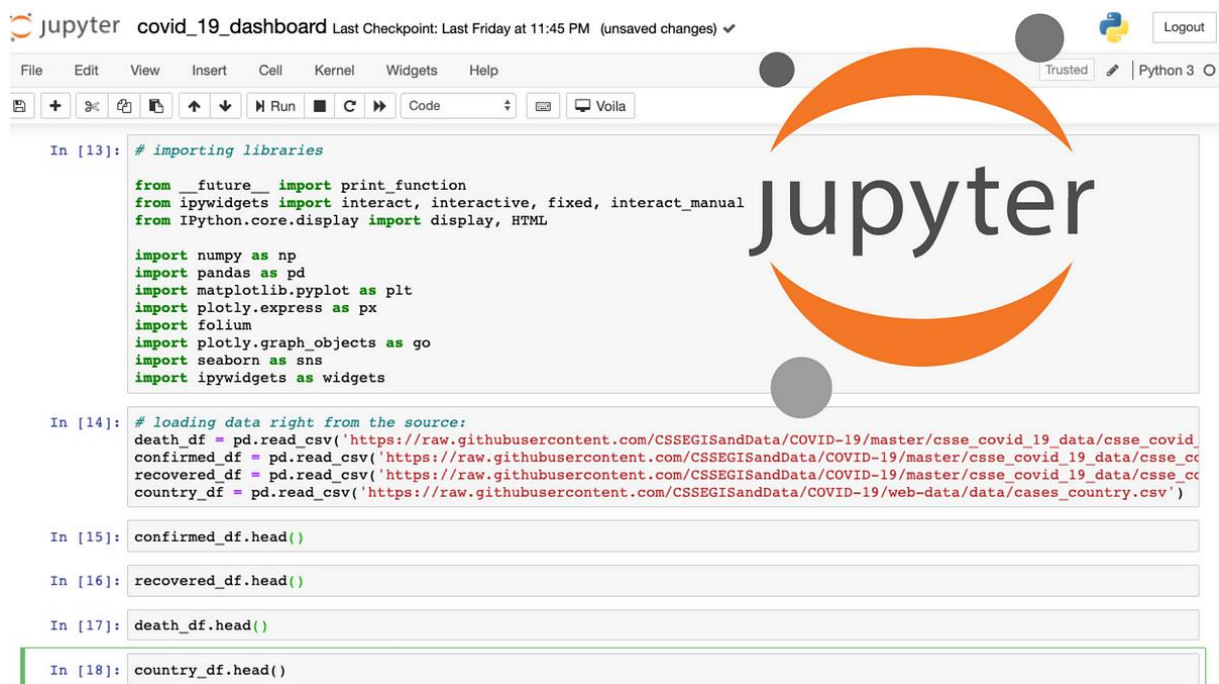 jupyter covid_19_dashboard Last Checkpoint: Last Friday at 11:45 PM (unsaved changes) Logout
File Edit View Insert Cell Kernel Widgets Help Trusted Python 3
Run Code Voila
In [13]: # importing libraries
from __future__ import print_function
from ipywidgets import interact, interactive, fixed, interact_manual
from IPython.core.display import display, HTML
import numpy as np
import pandas as pd
import matplotlib.pyplot as plt
import plotly.express as px
import folium
import plotly.graph_objects as go
import seaborn as sns
import ipywidgets as widgets
jupyter
In [14]: # loading data right from the source:
death_df = pd.read_csv('https://raw.githubusercontent.com/CSSEGISandData/COVID-19/master/csse_covid_19_data/csse_covid_
confirmed_df = pd.read_csv('https://raw.githubusercontent.com/CSSEGISandData/COVID-19/master/csse_covid_19_data/csse_co
recovered_df = pd.read_csv('https://raw.githubusercontent.com/CSSEGISandData/COVID-19/master/csse_covid_19_data/csse_co
country_df = pd.read_csv('https://raw.githubusercontent.com/CSSEGISandData/COVID-19/web-data/data/cases_country.csv')
In [15]: confirmed_df.head()
In [16]: recovered_df.head()
In [17]: death_df.head()
In [18]: country_df.head()